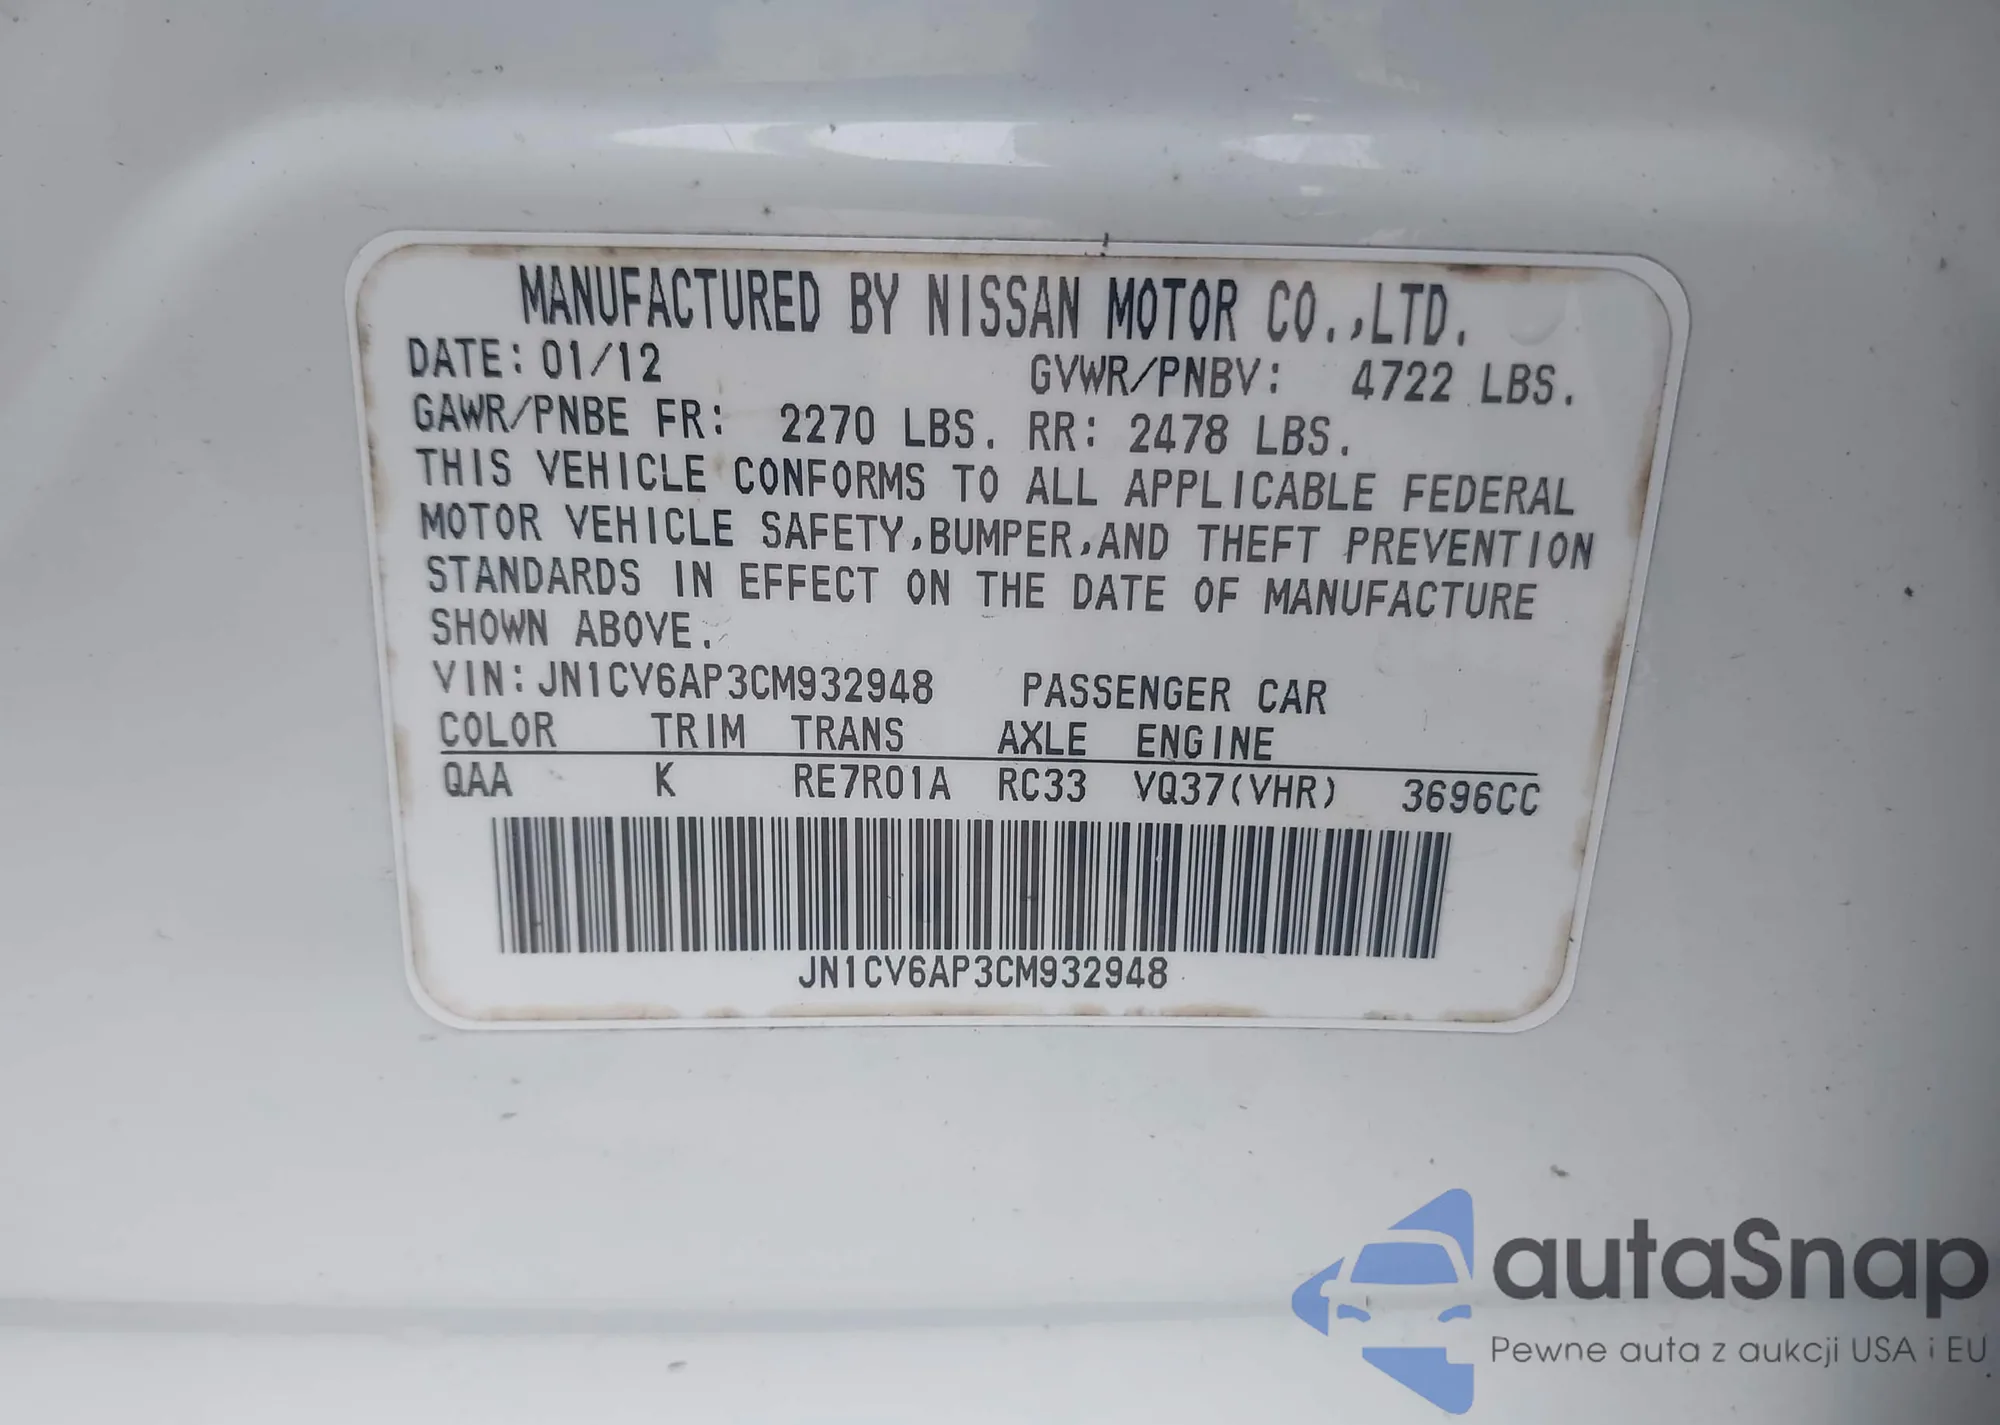 MANUFACTURED BY NISSAN MOTOR CO.,LTD.
DATE: 01/12 GVWR/PNBV: 4722 LBS.
GAWR/PNBE FR: 2270 LBS. RR: 2478 LBS.
THIS VEHICLE CONFORMS TO ALL APPLICABLE FEDERAL
MOTOR VEHICLE SAFETY,BUMPER,AND THEFT PREVENTION
STANDARDS IN EFFECT ON THE DATE OF MANUFACTURE
SHOWN ABOVE.
VIN:JN1CV6AP3CM932948 PASSENGER CAR
COLOR TRIM TRANS AXLE ENGINE
QAA K RE7R01A RC33 VQ37(VHR) 3696CC
JN1CV6AP3CM932948
autaSnap
Pewne auta z aukcji USA i EU